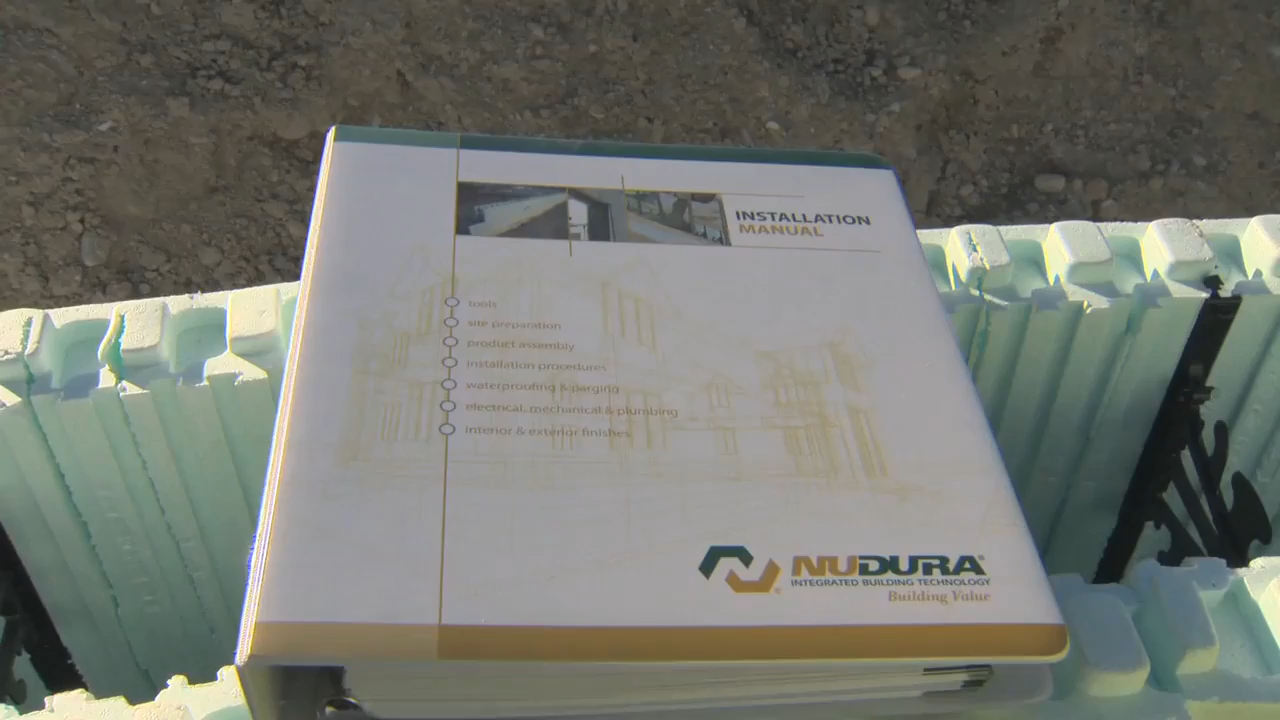 INSTALLATION
MANUAL
tools
site preparation
product assembly
installation procedures
waterproofing & parging
electrical, mechanical & plumbing
interior & exterior finishes
NUDURA®
INTEGRATED BUILDING TECHNOLOGY
Building Value